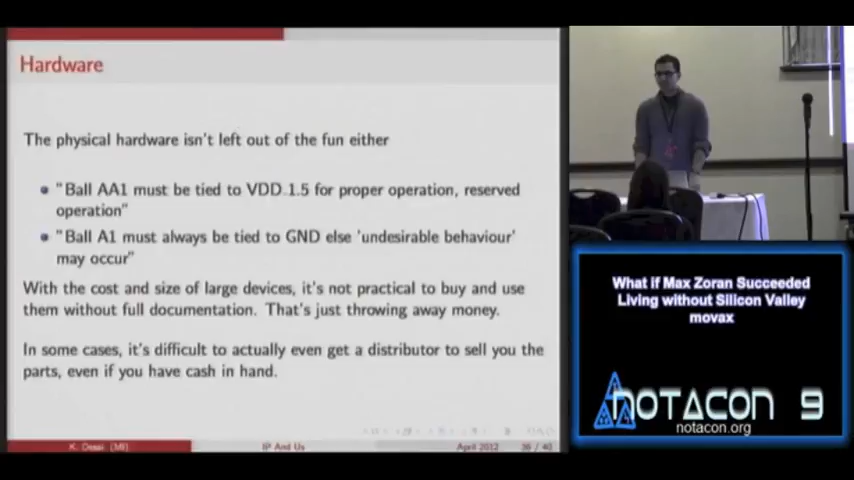 Hardware
The physical hardware isn't left out of the fun either
"Ball AA1 must be tied to VDD_1.5 for proper operation, reserved
operation"
"Ball A1 must always be tied to GND else 'undesirable behaviour'
may occur"
With the cost and size of large devices, it's not practical to buy and use
them without full documentation. That's just throwing away money.
In some cases, it's difficult to actually even get a distributor to sell you the
parts, even if you have cash in hand.
K. Desai (MI)
IP And Us
April 2012
36 / 40
What if Max Zoran Succeeded
Living without Silicon Valley
movax
NOTACON 9
notacon.org